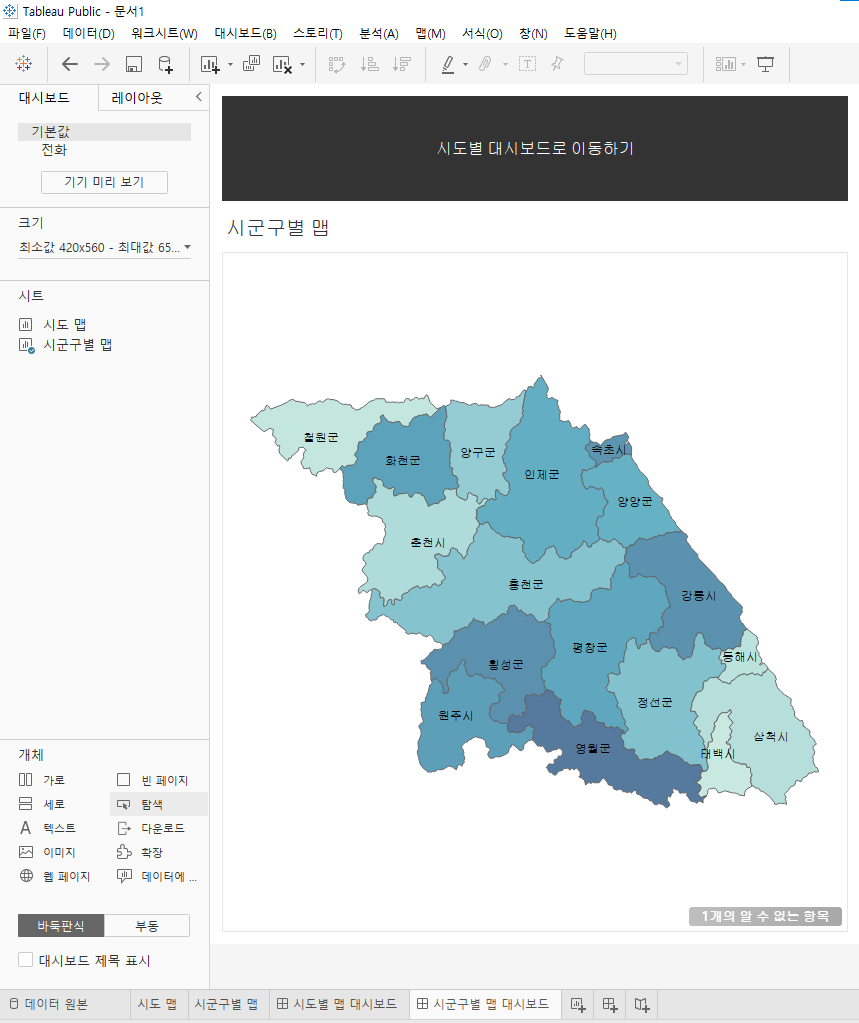 Tableau Public - 문서1
파일(F) 데이터(D) 워크시트(W) 대시보드(B) 스토리(T) 분석(A) 맵(M) 서식(O) 창(N) 도움말(H)
대시보드 레이아웃
기본값
전화
기기 미리 보기
크기
최소값 420x560 - 최대값 65...
시트
시도 맵
시군구별 맵
시도별 대시보드로 이동하기
시군구별 맵
철원군
화천군
양구군
인제군
속초시
양양군
춘천시
홍천군
강릉시
평창군
횡성군
동해시
정선군
원주시
삼척시
영월군
태백시
1개의 알 수 없는 항목
개체
가로 빈 페이지
세로 탐색
텍스트 다운로드
이미지 확장
웹 페이지 데이터에 ...
바둑판식 부동
대시보드 제목 표시
데이터 원본 시도 맵 시군구별 맵 시도별 맵 대시보드 시군구별 맵 대시보드